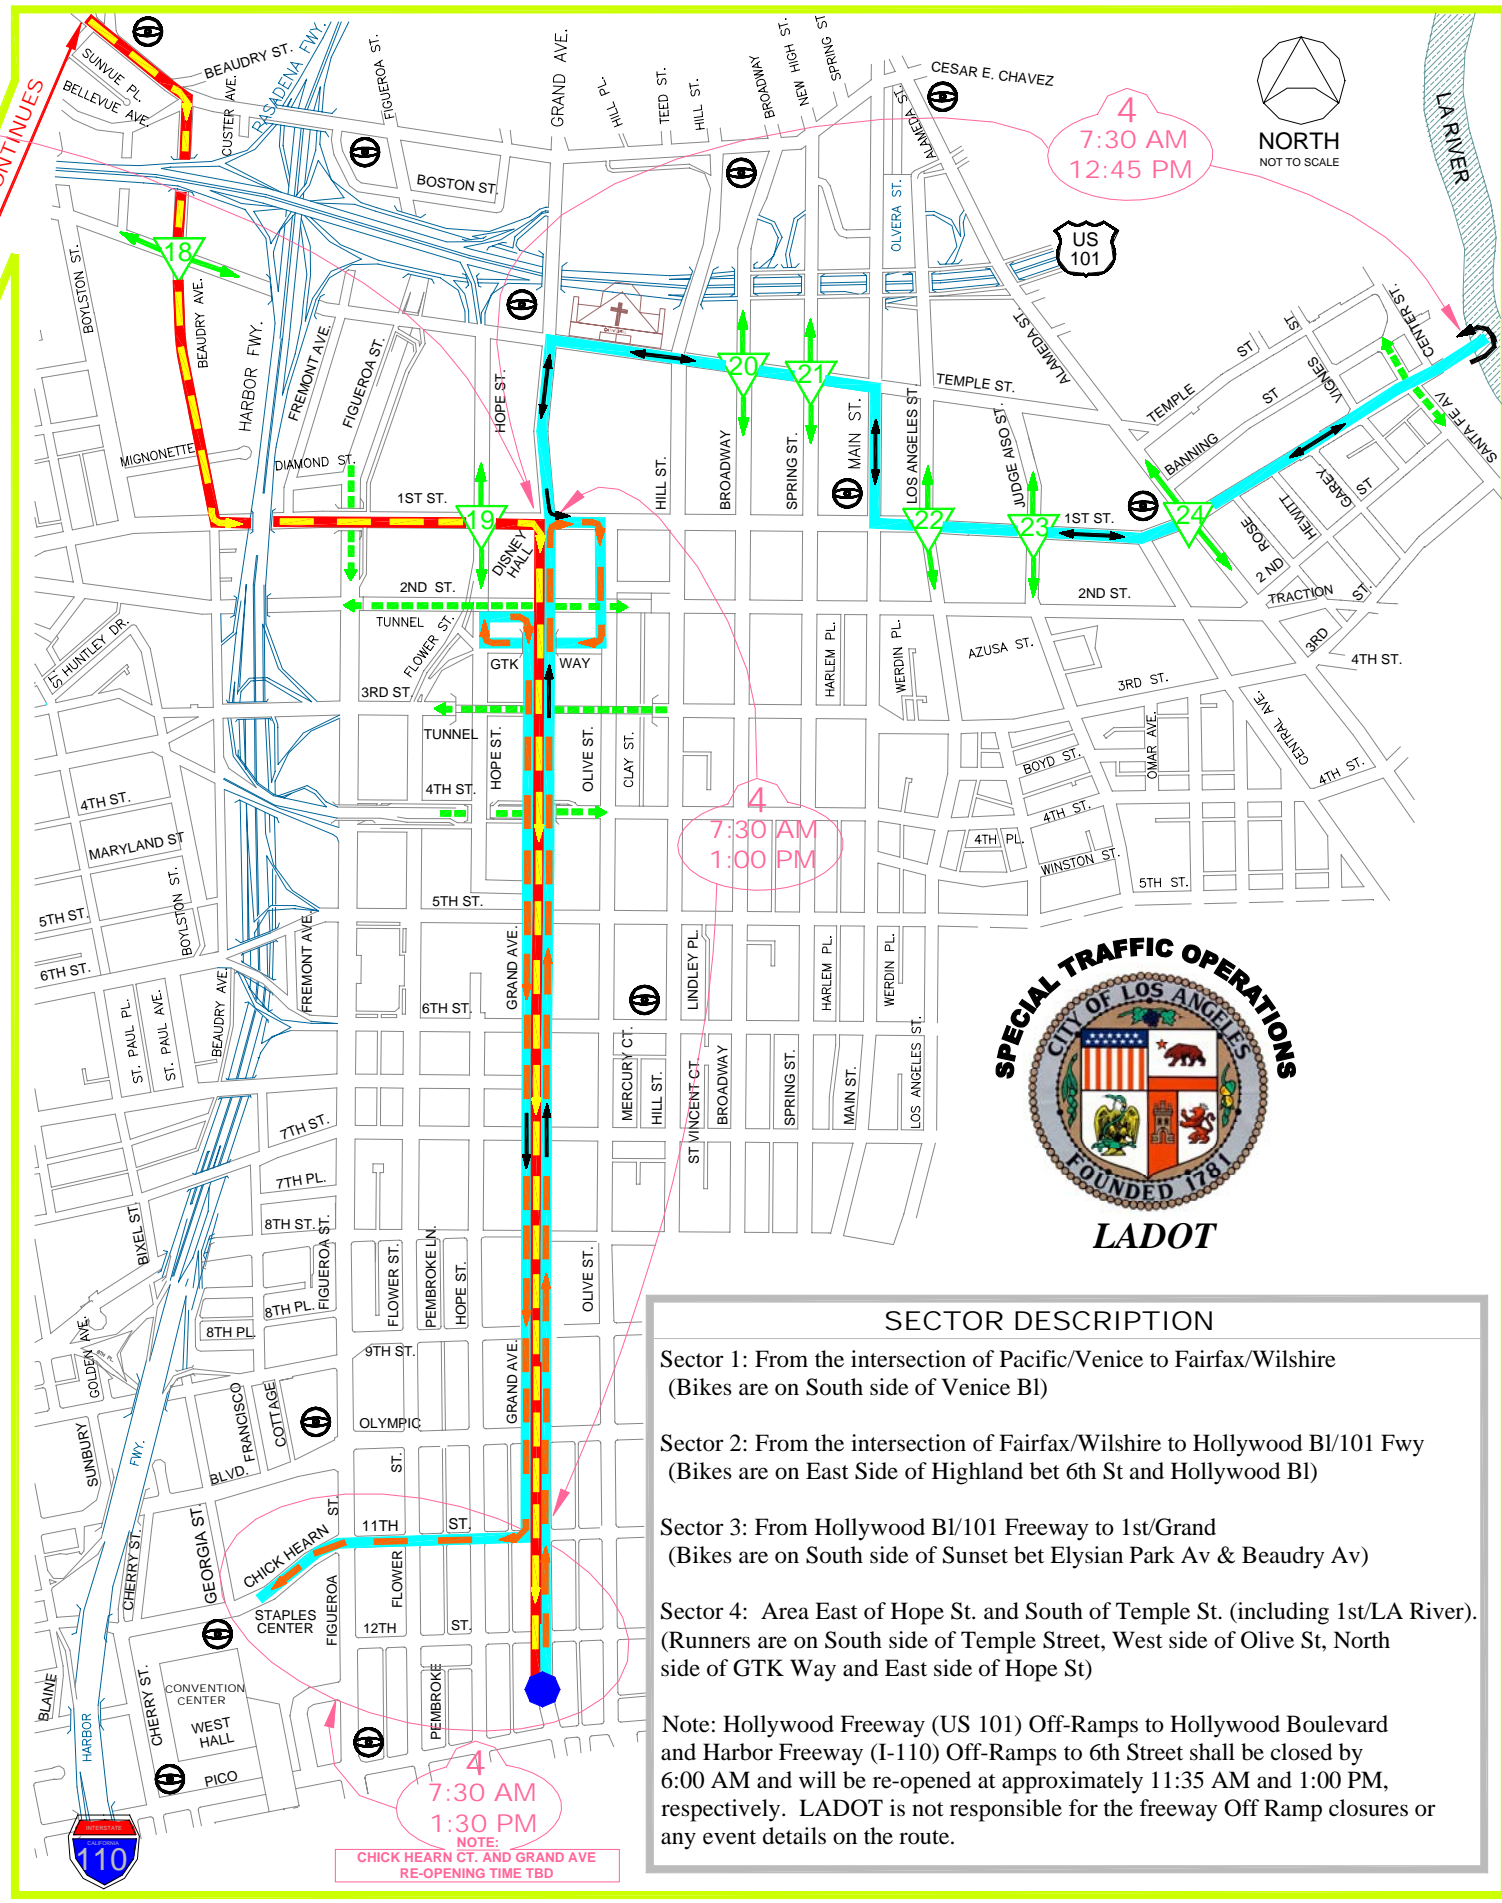 CONTINUES
SUNVUE PL.
BELLEVUE AVE.
BEAUDRY ST.
CUSTER AVE.
PASADENA FWY.
FIGUEROA ST.
GRAND AVE.
HILL PL.
TEED ST.
HILL ST.
BROADWAY
NEW HIGH ST.
SPRING ST
CESAR E. CHAVEZ
ALAMEDA ST.
4
7:30 AM
12:45 PM
NORTH
NOT TO SCALE
LA RIVER
BOSTON ST.
OLVERA ST.
US
101
18
BOYLSTON ST.
BEAUDRY AVE.
HARBOR FWY.
FREMONT AVE.
FIGUEROA ST.
HOPE ST.
20
21
TEMPLE ST.
ALAMEDA ST.
TEMPLE
ST
BANNING
ST
VIGNES
ST
CENTER ST.
SANTA FE AV
MIGNONETTE
DIAMOND ST.
1ST ST.
19
DISNEY
HALL
HILL ST.
BROADWAY
SPRING ST.
MAIN ST.
LOS ANGELES ST
JUDGE AISO ST.
22
23
1ST ST.
24
ROSE
HEWITT
GAREY
ST
2 ND
TRACTION
ST.
2ND ST.
2ND ST.
TUNNEL
FLOWER ST.
GTK
WAY
HARLEM PL.
WERDIN PL.
AZUSA ST.
3RD
4TH ST.
ST HUNTLEY DR.
3RD ST.
3RD ST.
TUNNEL
HOPE ST.
OLIVE ST.
CLAY ST.
BOYD ST.
OMAR AVE.
CENTRAL AVE.
4TH ST.
4TH ST.
4TH ST.
4TH ST.
4
7:30 AM
1:00 PM
4TH PL.
WINSTON ST.
5TH ST.
MARYLAND ST
5TH ST.
5TH ST.
BOYLSTON ST.
6TH ST.
FREMONT AVE.
GRAND AVE.
6TH ST.
LINDLEY PL.
HARLEM PL.
WERDIN PL.
ST. PAUL PL.
ST. PAUL AVE.
BEAUDRY AVE.
MERCURY CT.
HILL ST.
ST VINCENT CT.
BROADWAY
SPRING ST.
MAIN ST.
LOS ANGELES ST.
SPECIAL TRAFFIC OPERATIONS
CITY OF LOS ANGELES
FOUNDED 1781
LADOT
7TH ST.
7TH PL.
8TH ST.
BIXEL ST.
FIGUEROA ST.
FLOWER ST.
PEMBROKE LN.
HOPE ST.
OLIVE ST.
8TH PL.
8TH PL.
9TH ST.
GOLDEN AVE.
FRANCISCO
COTTAGE
OLYMPIC
GRAND AVE.
SUNBURY
FWY.
BLVD.
ST.
GEORGIA ST.
CHICK HEARN
ST.
11TH
ST.
CHERRY ST.
STAPLES
CENTER
FIGUEROA
FLOWER
12TH
ST.
BLAINE
CHERRY ST.
CONVENTION
CENTER
WEST
HALL
PEMBROKE
HARBOR
PICO
INTERSTATE
CALIFORNIA
110
4
7:30 AM
1:30 PM
NOTE:
CHICK HEARN CT. AND GRAND AVE
RE-OPENING TIME TBD
SECTOR DESCRIPTION
Sector 1: From the intersection of Pacific/Venice to Fairfax/Wilshire
(Bikes are on South side of Venice Bl)
Sector 2: From the intersection of Fairfax/Wilshire to Hollywood Bl/101 Fwy
(Bikes are on East Side of Highland bet 6th St and Hollywood Bl)
Sector 3: From Hollywood Bl/101 Freeway to 1st/Grand
(Bikes are on South side of Sunset bet Elysian Park Av & Beaudry Av)
Sector 4: Area East of Hope St. and South of Temple St. (including 1st/LA River).
(Runners are on South side of Temple Street, West side of Olive St, North
side of GTK Way and East side of Hope St)
Note: Hollywood Freeway (US 101) Off-Ramps to Hollywood Boulevard
and Harbor Freeway (I-110) Off-Ramps to 6th Street shall be closed by
6:00 AM and will be re-opened at approximately 11:35 AM and 1:00 PM,
respectively. LADOT is not responsible for the freeway Off Ramp closures or
any event details on the route.